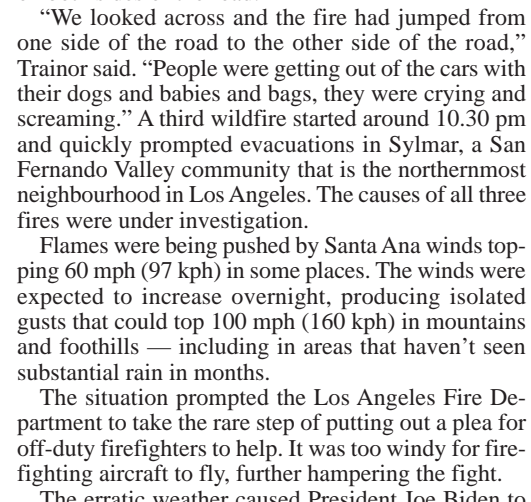 “We looked across and the fire had jumped from
one side of the road to the other side of the road,”
Trainor said. “People were getting out of the cars with
their dogs and babies and bags, they were crying and
screaming.” A third wildfire started around 10.30 pm
and quickly prompted evacuations in Sylmar, a San
Fernando Valley community that is the northernmost
neighbourhood in Los Angeles. The causes of all three
fires were under investigation.
Flames were being pushed by Santa Ana winds top-
ping 60 mph (97 kph) in some places. The winds were
expected to increase overnight, producing isolated
gusts that could top 100 mph (160 kph) in mountains
and foothills — including in areas that haven’t seen
substantial rain in months.
The situation prompted the Los Angeles Fire De-
partment to take the rare step of putting out a plea for
off-duty firefighters to help. It was too windy for fire-
fighting aircraft to fly, further hampering the fight.
The erratic weather caused President Joe Biden to